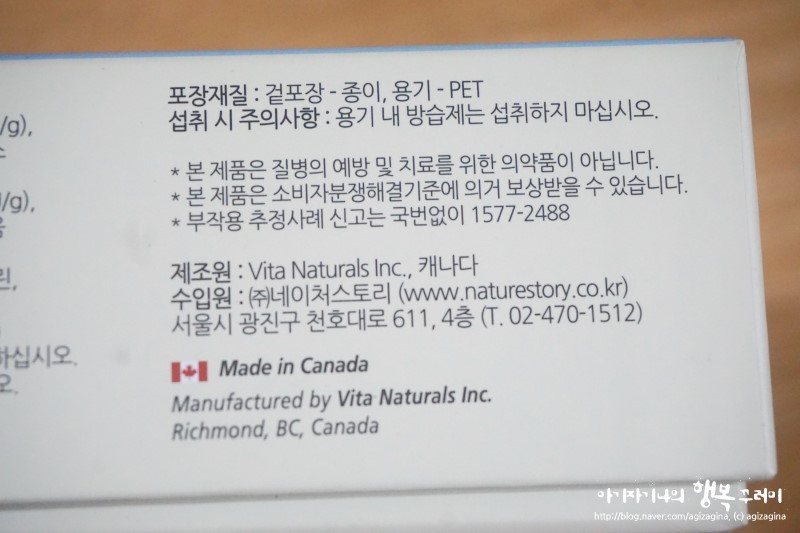 포장재질 : 겉포장 - 종이, 용기 - PET
섭취 시 주의사항 : 용기 내 방습제는 섭취하지 마십시오.
* 본 제품은 질병의 예방 및 치료를 위한 의약품이 아닙니다.
* 본 제품은 소비자분쟁해결기준에 의거 보상받을 수 있습니다.
* 부작용 추정사례 신고는 국번없이 1577-2488
제조원 : Vita Naturals Inc., 캐나다
수입원 : ㈜네이처스토리 (www.naturestory.co.kr)
서울시 광진구 천호대로 611, 4층 (T. 02-470-1512)
Made in Canada
Manufactured by Vita Naturals Inc.
Richmond, BC, Canada
/g),
/g),
하십시오.
오.
아기자기나의 행복 꾸러미
http://blog.naver.com/agizagina, (c) agizagina